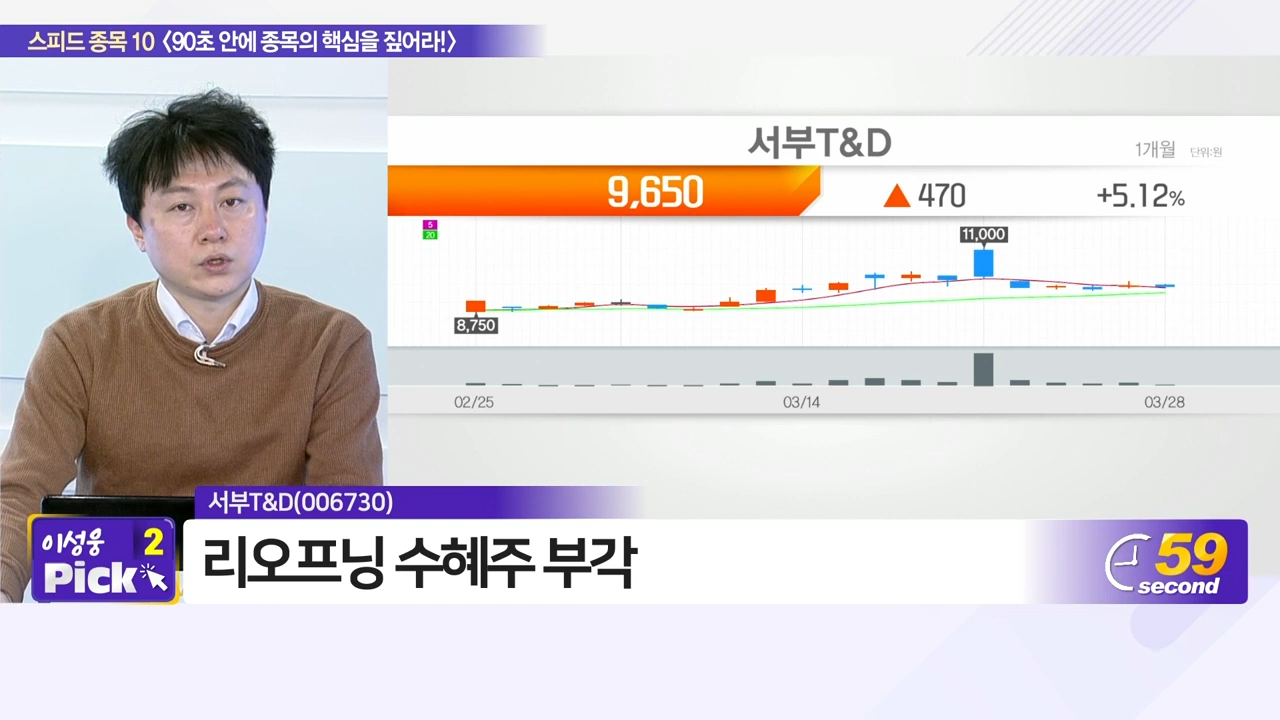 스피드 종목 10 〈90초 안에 종목의 핵심을 짚어라!〉
서부T&D
1개월 단위:원
9,650 ▲ 470 +5.12%
5
20
11,000
8,750
02/25 03/14 03/28
서부T&D(006730)
이성웅 2
Pick
리오프닝 수혜주 부각
59
second